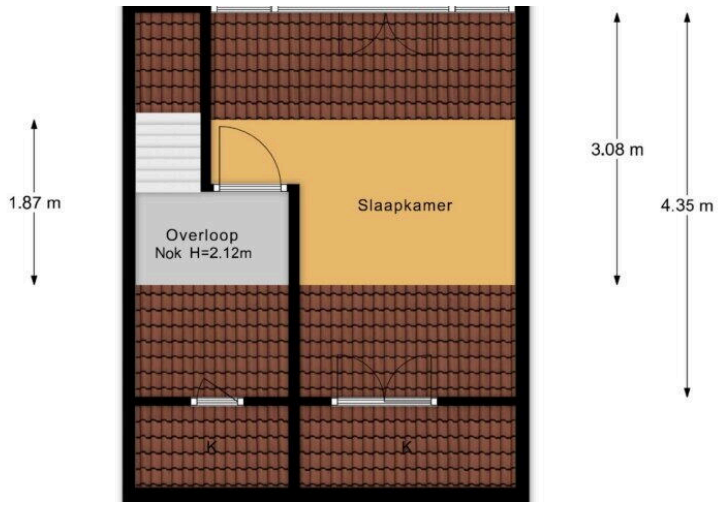 3.08 m
1.87 m
Slaapkamer
4.35 m
Overloop
Nok H=2.12m
K
K